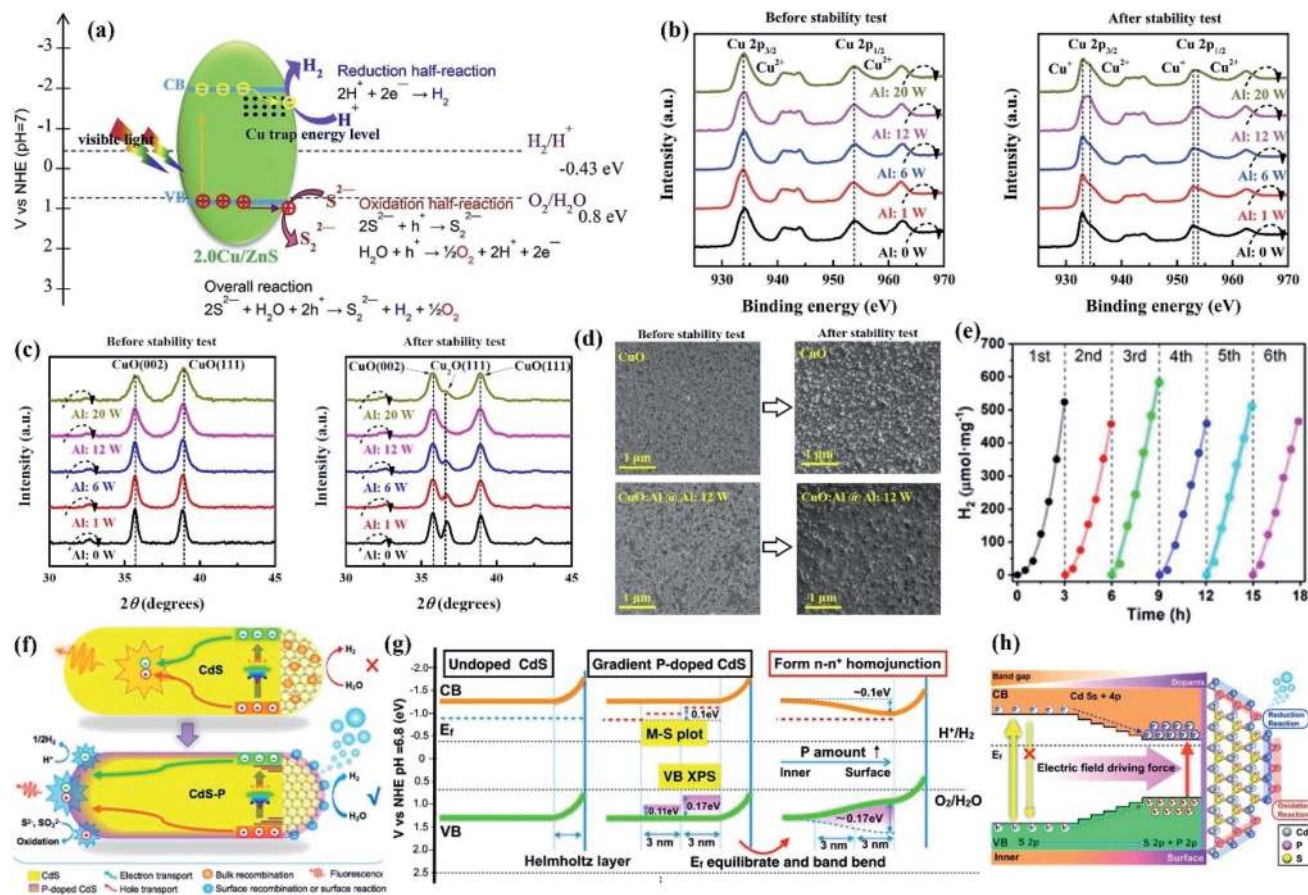 (a)
V vs NHE (pH=7)
-3
-2
-1
0
1
2
3
CB
VB
visible light
H₂
H⁺
Cu trap energy level
Reduction half-reaction
2H⁺ + 2e⁻ → H₂
H₂/H⁺
-0.43 eV
O₂/H₂O
0.8 eV
S²⁻
S₂²⁻
Oxidation half-reaction
2S²⁻ + h⁺ → S₂²⁻
H₂O + h⁺ → ½O₂ + 2H⁺ + 2e⁻
2.0Cu/ZnS
Overall reaction
2S²⁻ + H₂O + 2h⁺ → S₂²⁻ + H₂ + ½O₂
(b)
Before stability test
Cu 2p3/2
Cu 2p1/2
Cu²⁺
Cu²⁺
Al: 20 W
Al: 12 W
Al: 6 W
Al: 1 W
Al: 0 W
Intensity (a.u.)
930 940 950 960 970
Binding energy (eV)
After stability test
Cu 2p3/2
Cu 2p1/2
Cu⁺
Cu²⁺
Cu⁺
Cu²⁺
Al: 20 W
Al: 12 W
Al: 6 W
Al: 1 W
Al: 0 W
Intensity (a.u.)
930 940 950 960 970
Binding energy (eV)
(c)
Before stability test
CuO(002)
CuO(111)
Al: 20 W
Al: 12 W
Al: 6 W
Al: 1 W
Al: 0 W
Intensity (a.u.)
30 35 40 45
2θ (degrees)
After stability test
CuO(002)
Cu₂O(111)
CuO(111)
Al: 20 W
Al: 12 W
Al: 6 W
Al: 1 W
Al: 0 W
Intensity (a.u.)
30 35 40 45
2θ (degrees)
(d)
Before stability test
After stability test
CuO
1 μm
CuO
1 μm
CuO:Al @ Al: 12 W
1 μm
CuO:Al @ Al: 12 W
1 μm
(e)
1st 2nd 3rd 4th 5th 6th
H₂ (μmol·mg⁻¹)
700
600
500
400
300
200
100
0
0 3 6 9 12 15 18
Time (h)
(f)
CdS
H₂
H₂O
1/2H₂
H⁺
CdS-P
H₂
H₂O
S²⁻, SO₃²⁻
Oxidation
CdS
P-doped CdS
Electron transport
Hole transport
Bulk recombination
Fluorescence
Surface recombination or surface reaction
(g)
Undoped CdS
Gradient P-doped CdS
Form n-n⁺ homojunction
V vs NHE pH =6.8 (eV)
-2.0
-1.5
-1.0
-0.5
0.0
0.5
1.0
1.5
2.0
2.5
CB
Ef
VB
0.1eV
M-S plot
VB XPS
0.11eV
0.17eV
3 nm
3 nm
Helmholtz layer
~0.1eV
P amount ↑
Inner
Surface
H⁺/H₂
O₂/H₂O
~0.17eV
3 nm
3 nm
Ef equilibrate and band bend
(h)
Band gap
Dopants
CB
Cd 5s + 4p
Ef
Electric field driving force
VB
S 2p
S 2p + P 2p
Inner
Surface
Reduction
Reaction
Oxidation
Reaction
Cd
P
S